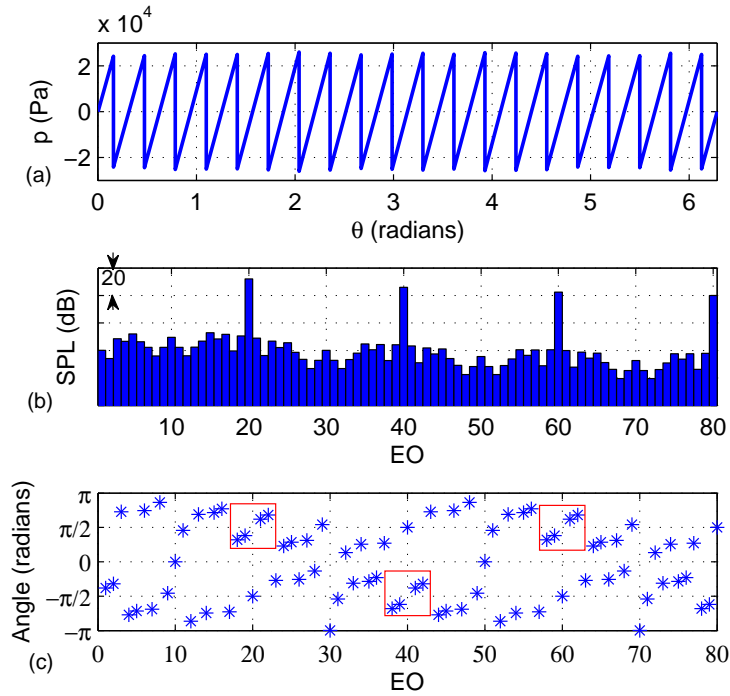 x 10⁴
2
0
−2
p (Pa)
(a)
0 1 2 3 4 5 6
θ (radians)
20
SPL (dB)
(b)
10 20 30 40 50 60 70 80
EO
π
π/2
0
−π/2
−π
Angle (radians)
(c)
0 10 20 30 40 50 60 70 80
EO